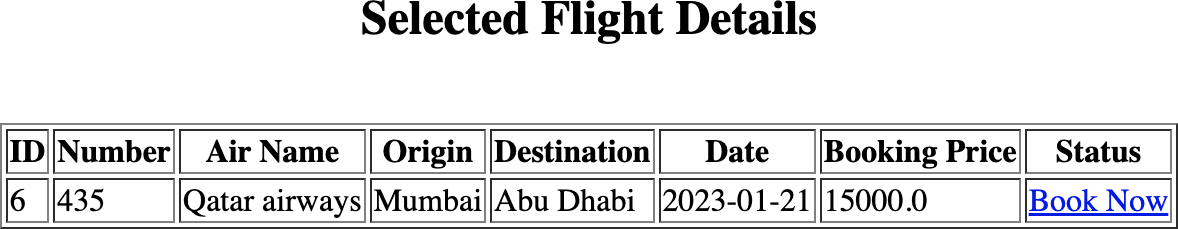 Selected Flight Details
ID Number Air Name Origin Destination Date Booking Price Status
6 435 Qatar airways Mumbai Abu Dhabi 2023-01-21 15000.0 Book Now